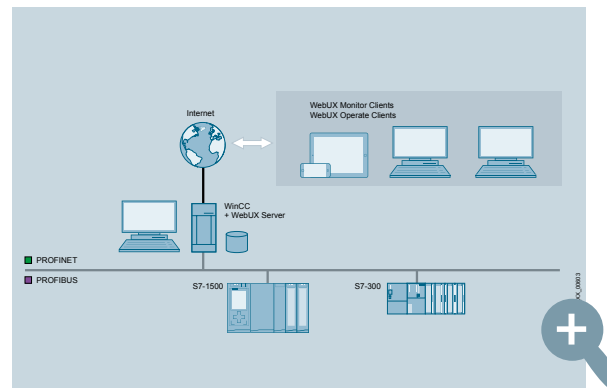 WebUX Monitor Clients
WebUX Operate Clients
Internet
WinCC
+ WebUX Server
PROFINET
PROFIBUS
S7-1500
S7-300